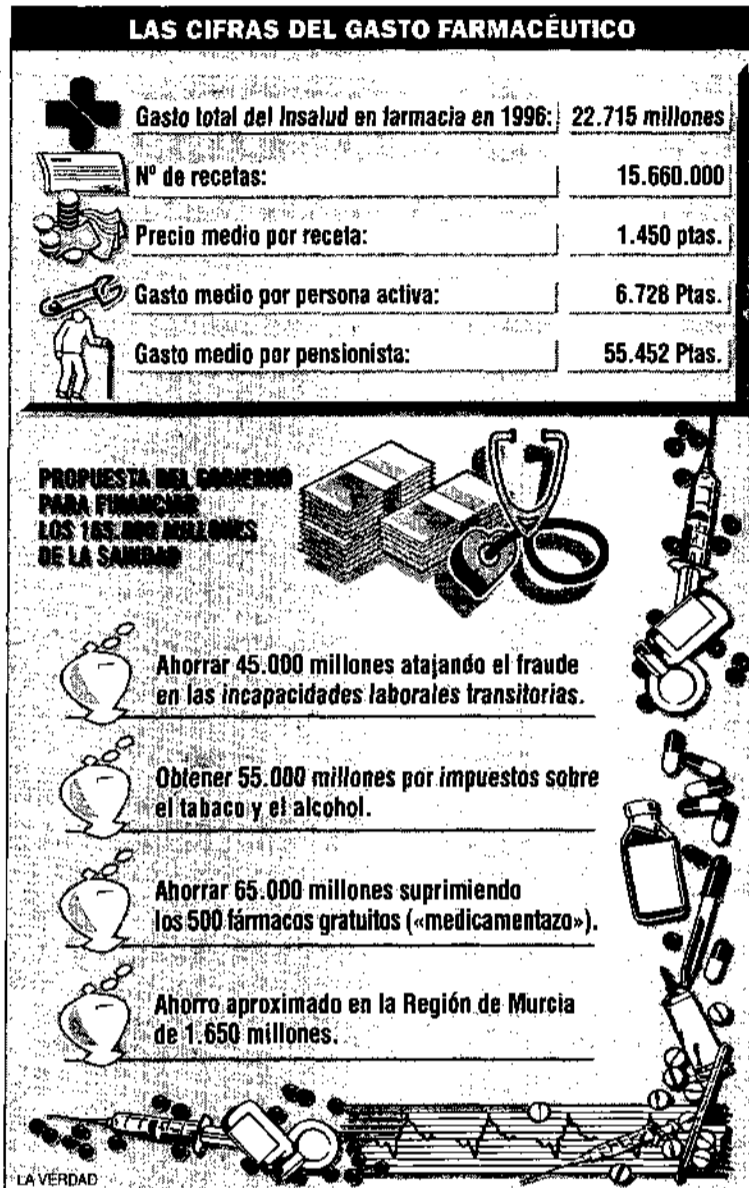 LAS CIFRAS DEL GASTO FARMACÉUTICO
Gasto total del Insalud en farmacia en 1996: 22.715 millones
Nº de recetas: 15.660.000
Precio medio por receta: 1.450 ptas.
Gasto medio por persona activa: 6.728 Ptas.
Gasto medio por pensionista: 55.452 Ptas.
PROPUESTA DEL GOBIERNO
PARA FINANCIAR
LOS 165.000 MILLONES
DE LA SANIDAD
Ahorrar 45.000 millones atajando el fraude
en las incapacidades laborales transitorias.
Obtener 55.000 millones por impuestos sobre
el tabaco y el alcohol.
Ahorrar 65.000 millones suprimiendo
los 500 fármacos gratuitos («medicamentazo»).
Ahorro aproximado en la Región de Murcia
de 1.650 millones.
LA VERDAD